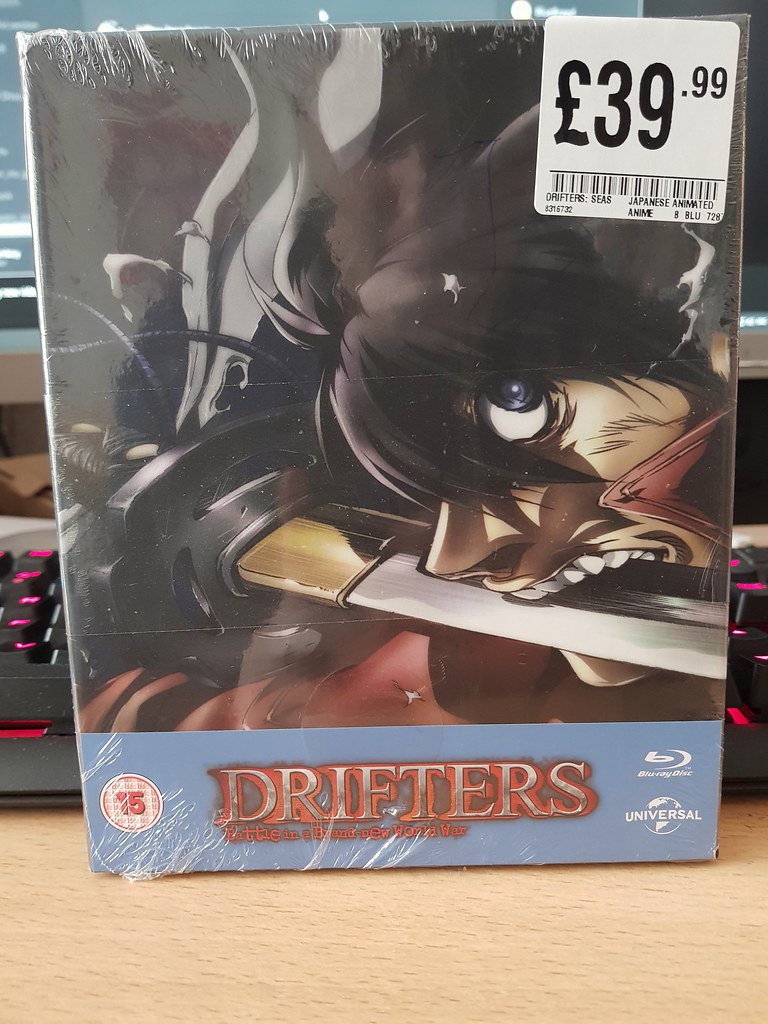 £39.99
DRIFTERS: SEAS JAPANESE ANIMATED
8316732 ANIME 8 BLU 728
15
DRIFTERS
Battle in a Brand-new World War
Blu-ray Disc
UNIVERSAL